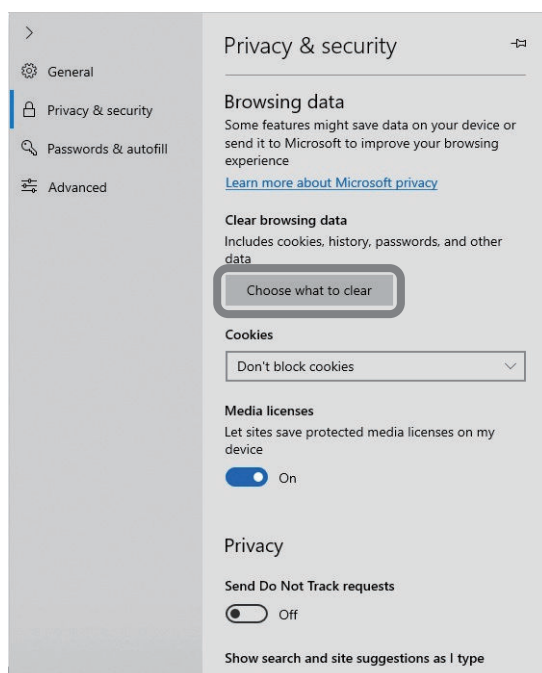 General
Privacy & security
Passwords & autofill
Advanced
Privacy & security
Browsing data
Some features might save data on your device or
send it to Microsoft to improve your browsing
experience
Learn more about Microsoft privacy
Clear browsing data
Includes cookies, history, passwords, and other
data
Choose what to clear
Cookies
Don't block cookies
Media licenses
Let sites save protected media licenses on my
device
On
Privacy
Send Do Not Track requests
Off
Show search and site suggestions as I type